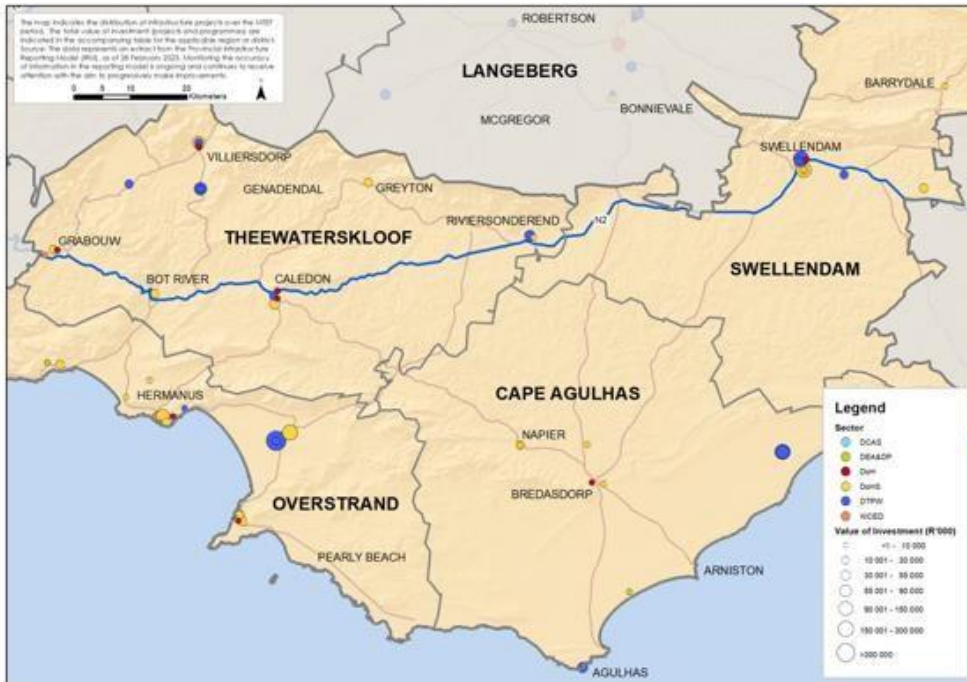 The map indicates the distribution of infrastructure projects over the MTEF
period. The total value of investment (projects and programmes) are
indicated in the accompanying table for the applicable region or district.
Source: The data represents an extract from the Provincial Infrastructure
Reporting Model (IRM), as of 28 February 2023. Monitoring the accuracy
of information in the reporting model is ongoing and continues to receive
attention with the aim to progressively make improvements.
0 5 10 20
Kilometers
ROBERTSON
LANGEBERG
BARRYDALE
BONNIEVALE
MCGREGOR
SWELLENDAM
VILLIERSDORP
GENADENDAL
GREYTON
RIVIERSONDEREND
N2
THEEWATERSKLOOF
GRABOUW
SWELLENDAM
BOT RIVER
CALEDON
CAPE AGULHAS
HERMANUS
NAPIER
OVERSTRAND
BREDASDORP
PEARLY BEACH
ARNISTON
AGULHAS
Legend
Sector
DCAS
DEA&DP
DoH
DoHS
DTPW
WCED
Value of Investment (R'000)
<1 - 10 000
10 001 - 30 000
90 001 - 150 000
150 001 - 300 000
>300 000